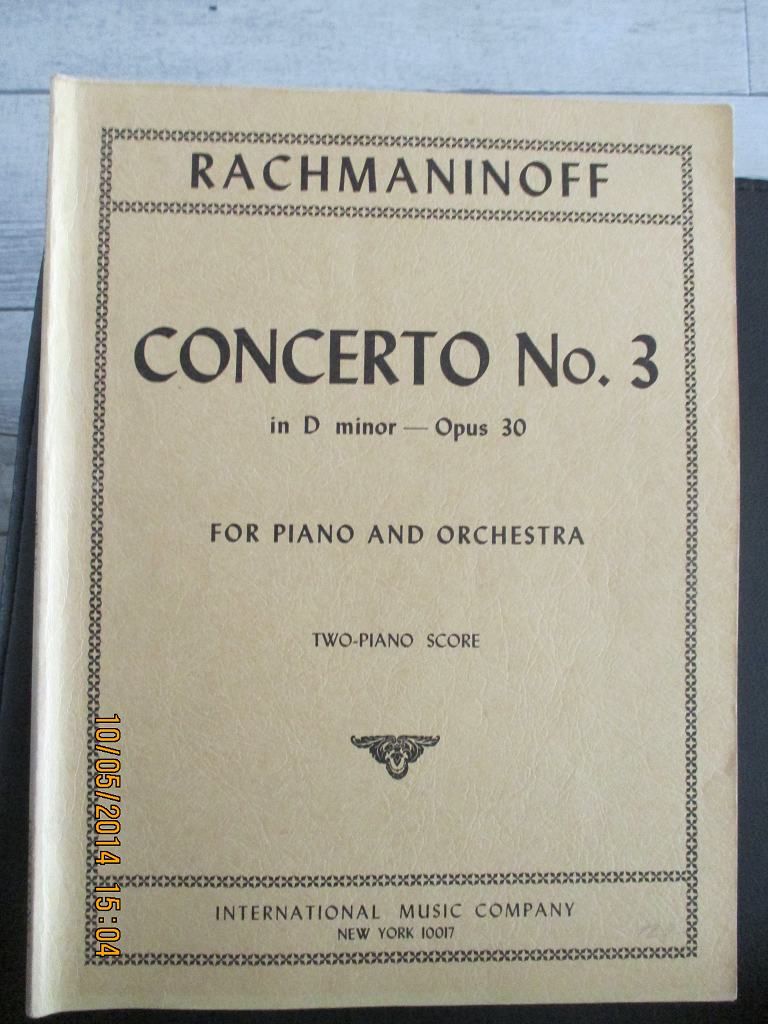 RACHMANINOFF
CONCERTO No. 3
in D minor — Opus 30
FOR PIANO AND ORCHESTRA
TWO-PIANO SCORE
INTERNATIONAL MUSIC COMPANY
NEW YORK 10017
10/05/2014 15:04